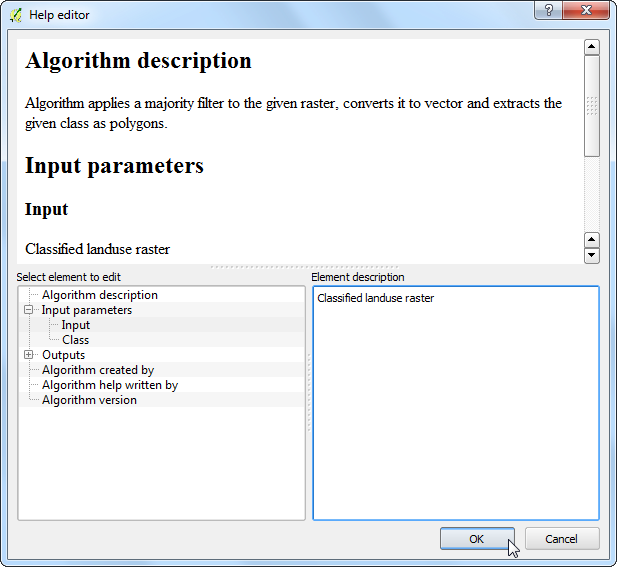 Help editor
Algorithm description
Algorithm applies a majority filter to the given raster, converts it to vector and extracts the
given class as polygons.
Input parameters
Input
Classified landuse raster
Select element to edit
Algorithm description
Input parameters
Input
Class
Outputs
Algorithm created by
Algorithm help written by
Algorithm version
Element description
Classified landuse raster
OK
Cancel